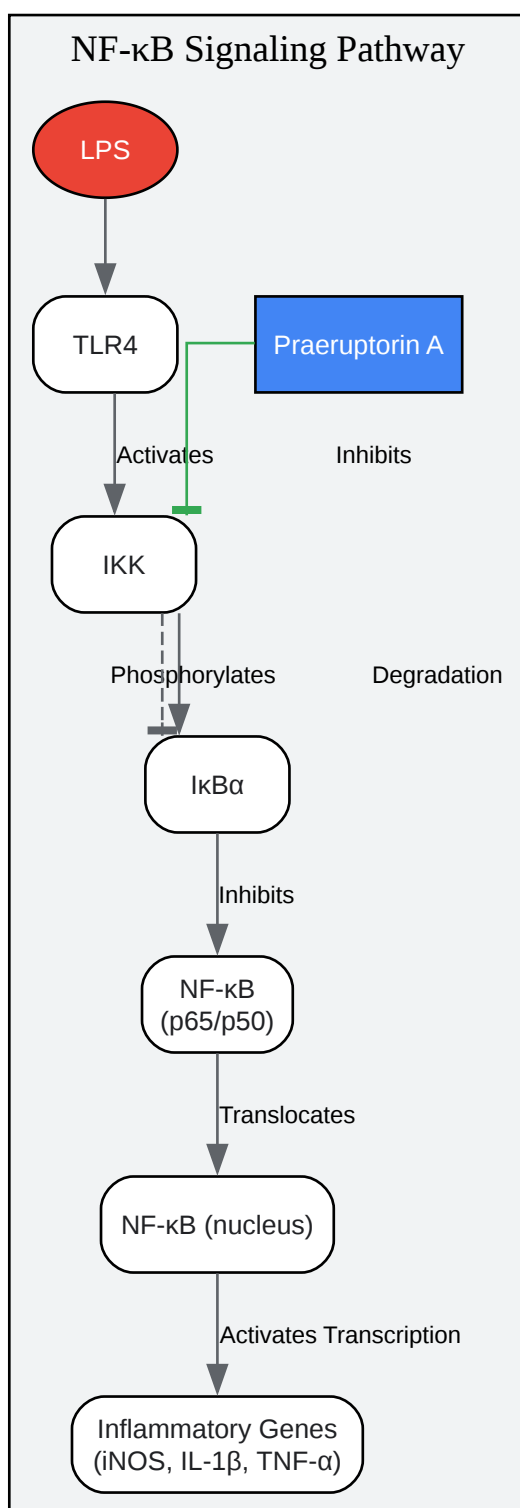 NF-κB Signaling Pathway
LPS
TLR4
Praeruptorin A
Activates
Inhibits
IKK
Phosphorylates
Degradation
IκBα
Inhibits
NF-κB
(p65/p50)
Translocates
NF-κB (nucleus)
Activates Transcription
Inflammatory Genes
(iNOS, IL-1β, TNF-α)